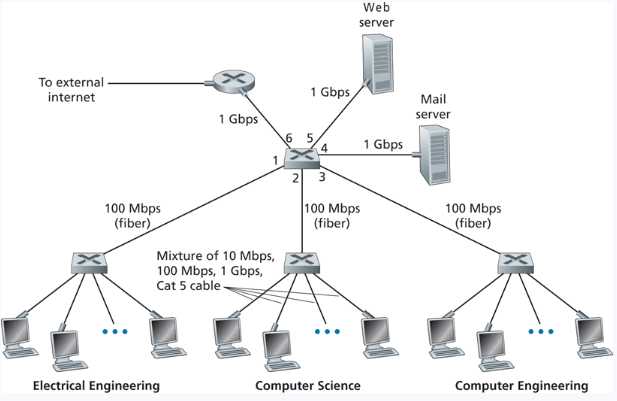 Web
server
To external
internet
1 Gbps
1 Gbps
Mail
server
1 Gbps
6
5
4
1
2
3
100 Mbps
(fiber)
100 Mbps
(fiber)
100 Mbps
(fiber)
Mixture of 10 Mbps,
100 Mbps, 1 Gbps,
Cat 5 cable
Electrical Engineering
Computer Science
Computer Engineering